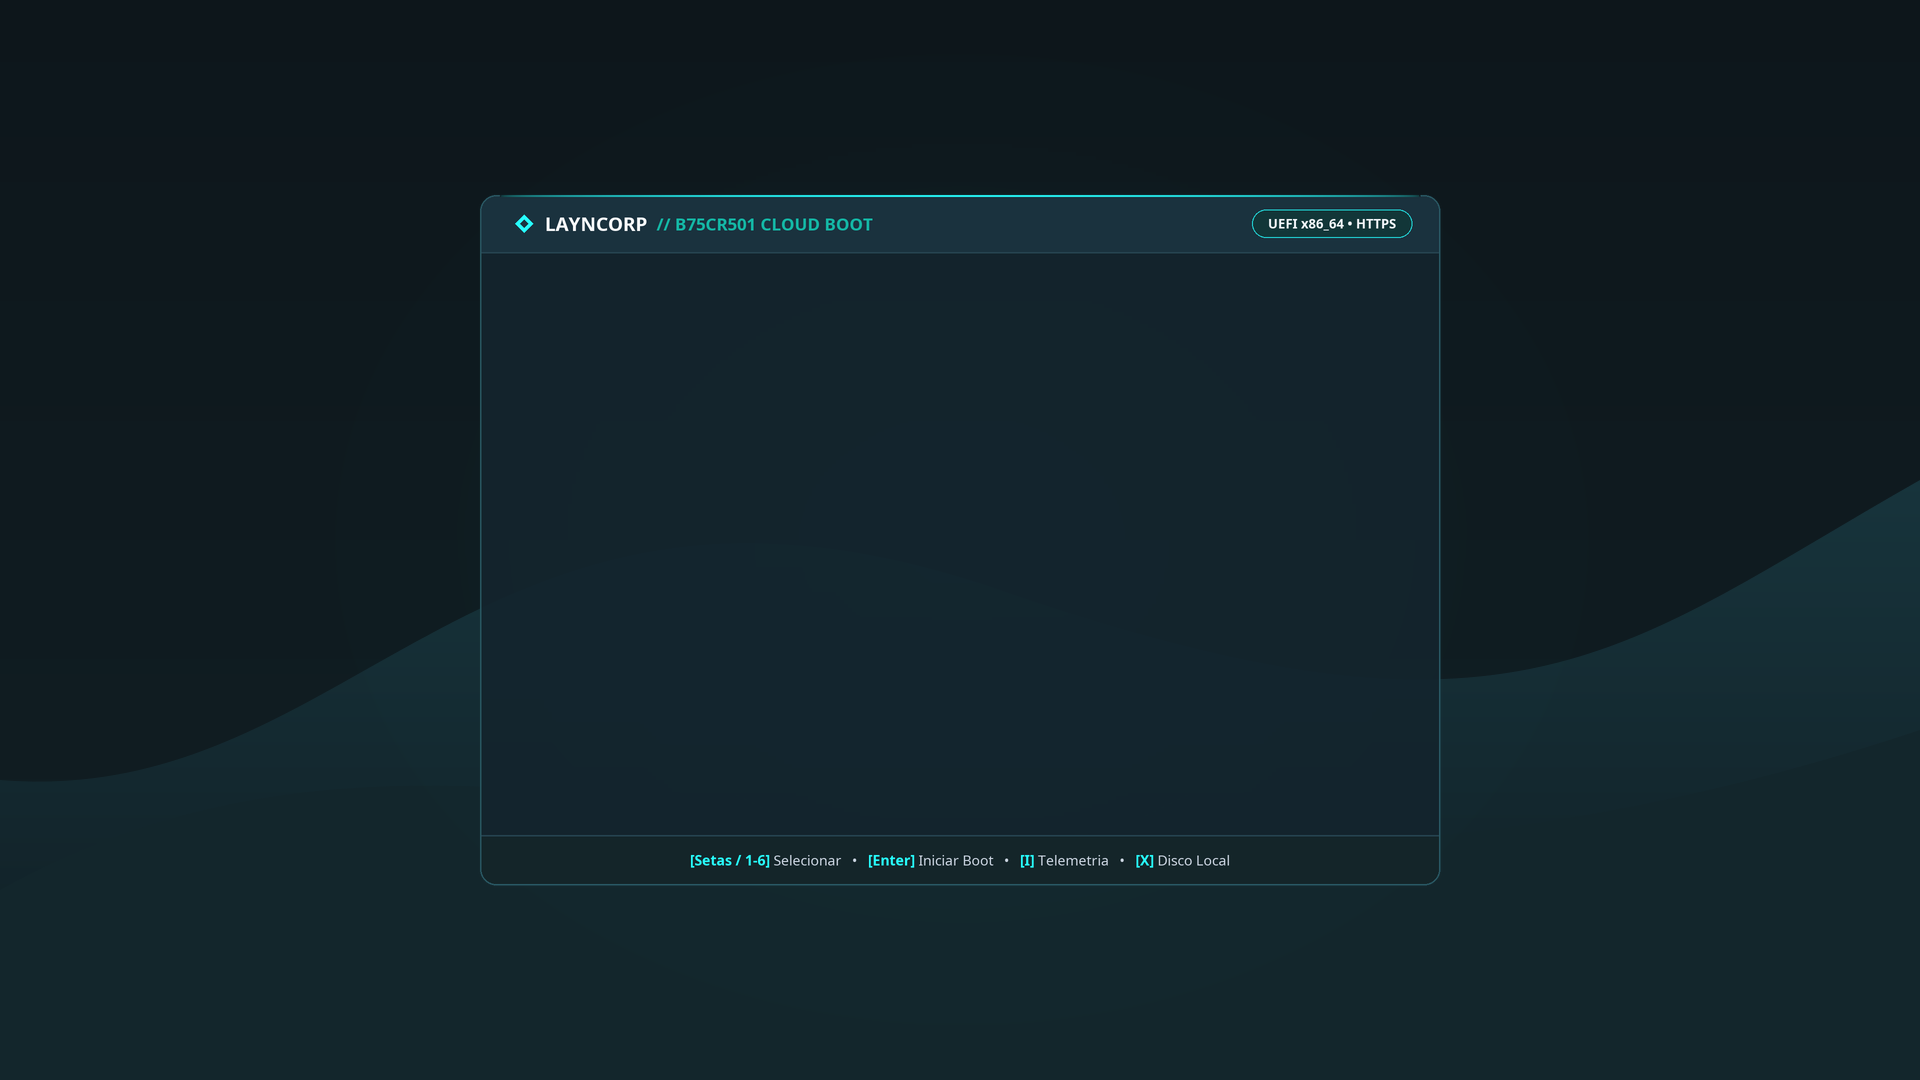 LAYNCORP // B75CR501 CLOUD BOOT
UEFI x86_64 • HTTPS
[Setas / 1-6] Selecionar • [Enter] Iniciar Boot • [I] Telemetria • [X] Disco Local